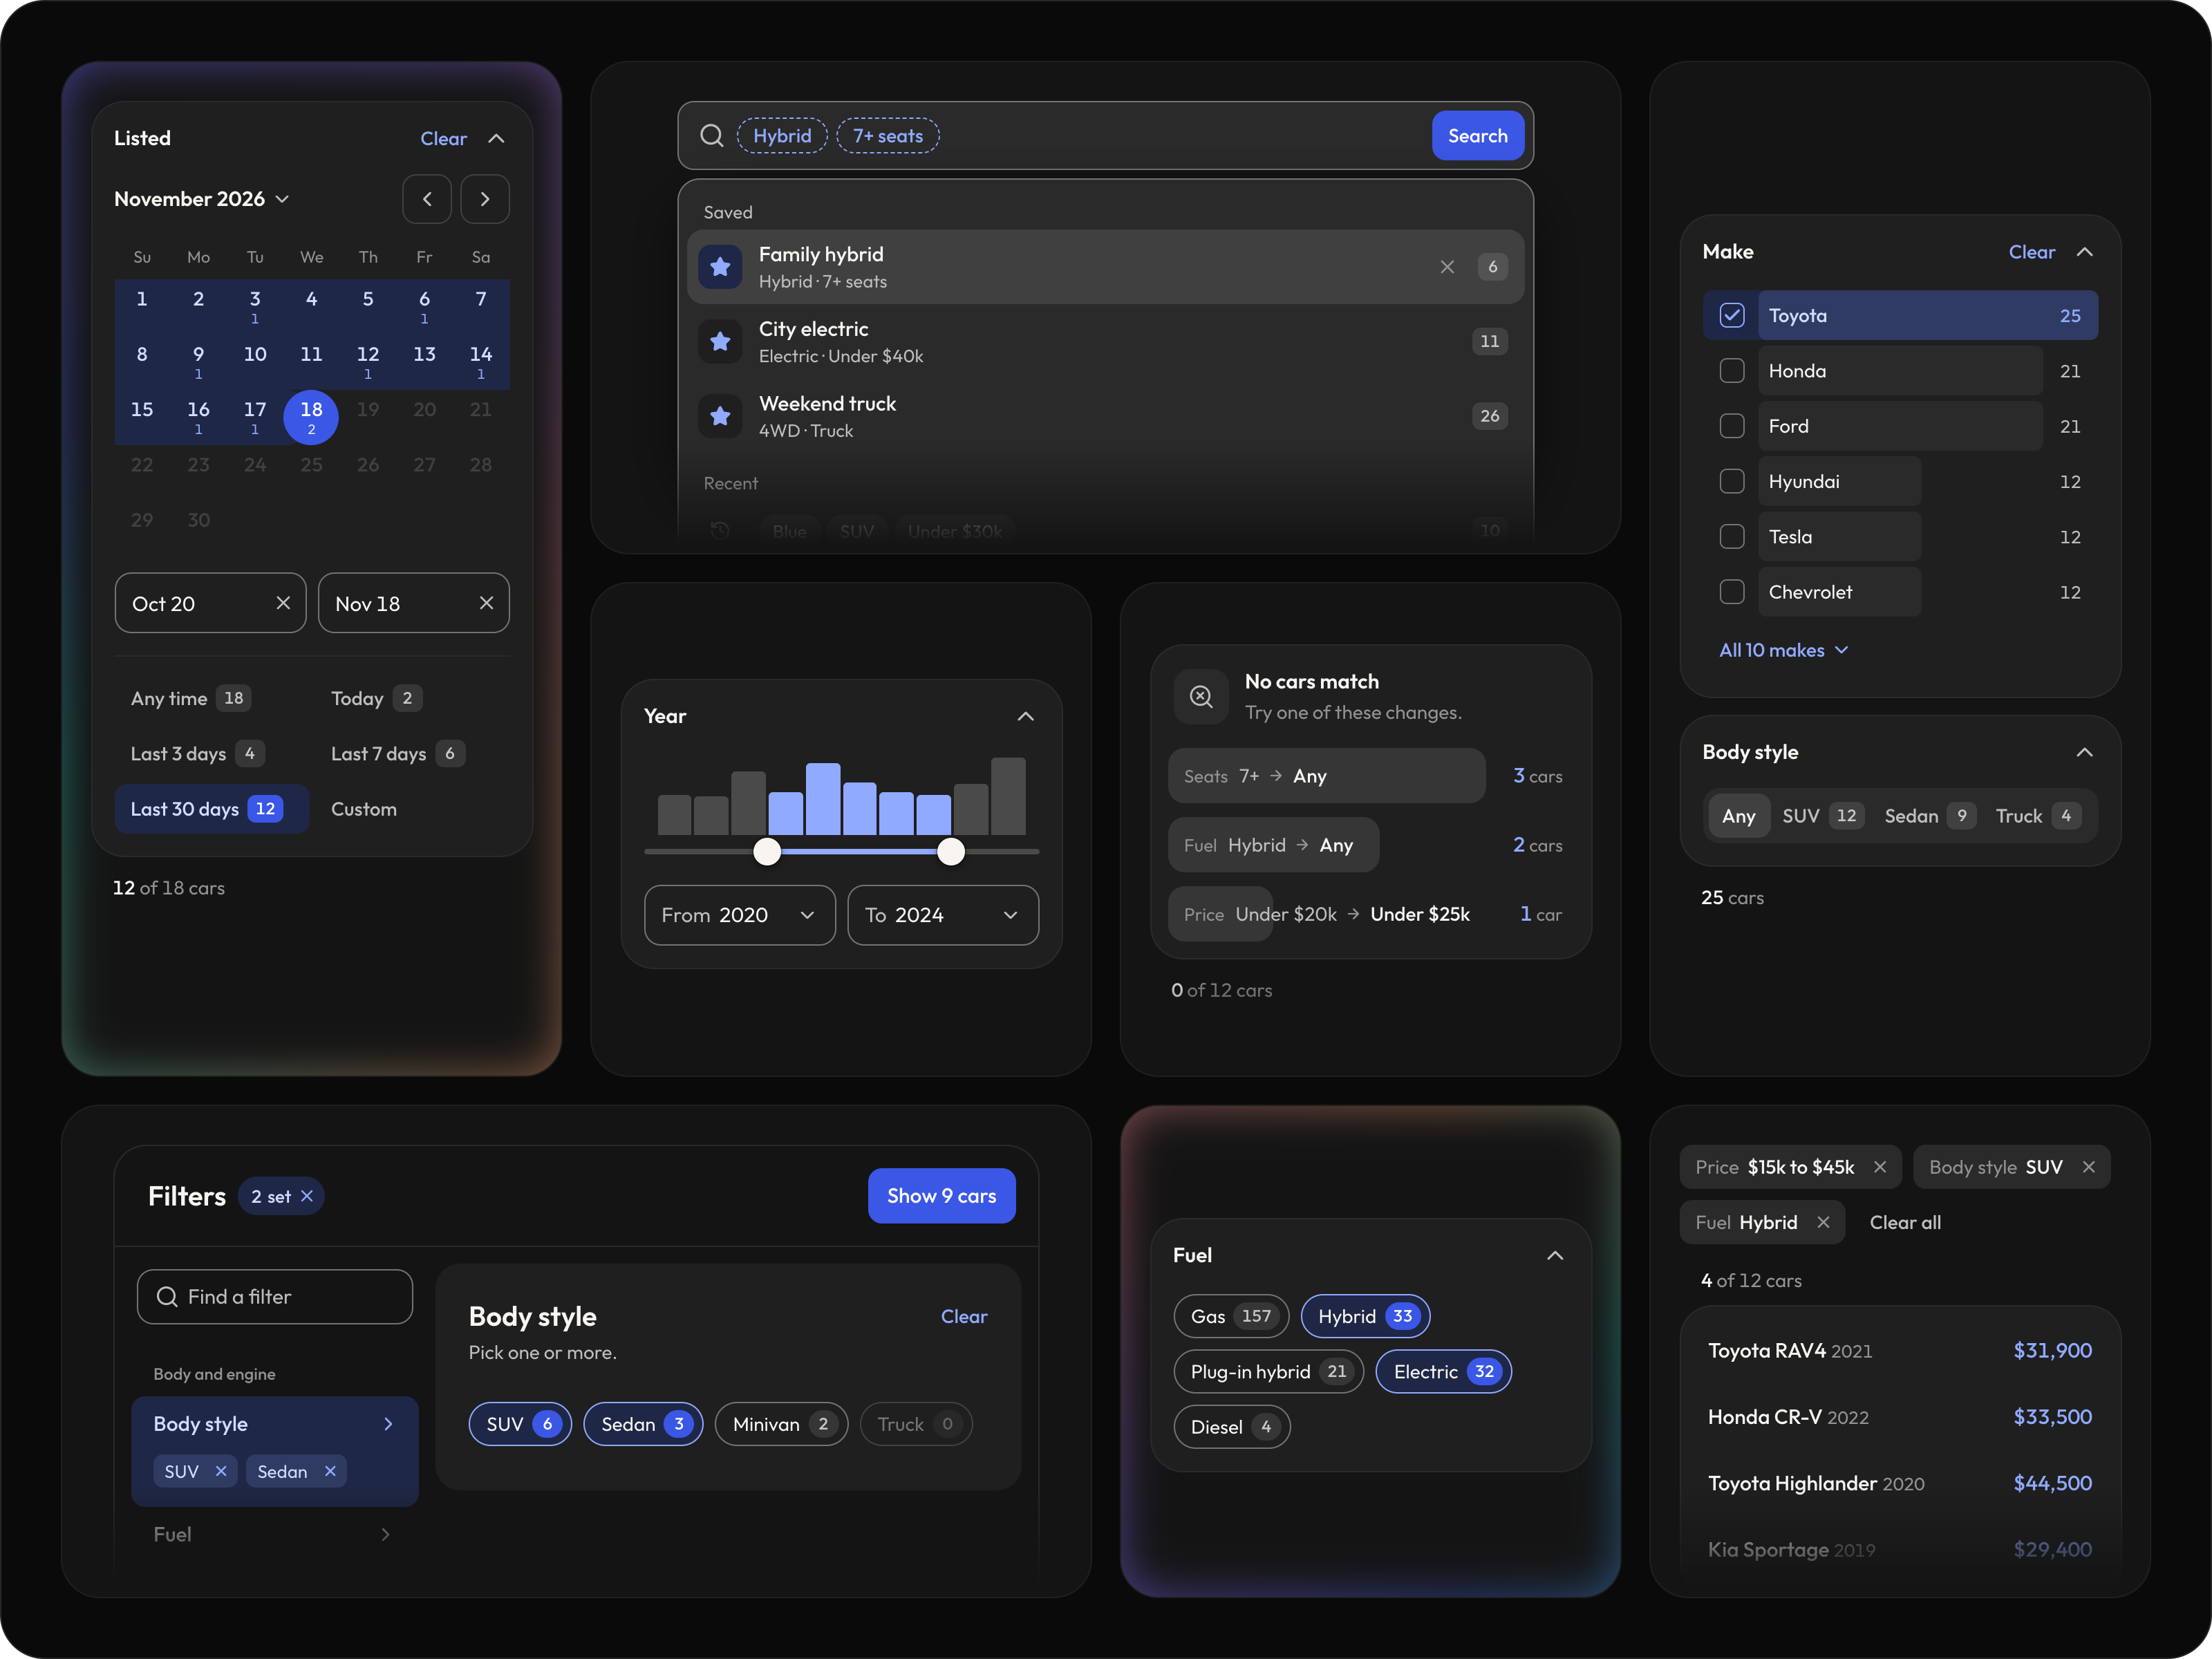 Listed Clear
November 2026
Su Mo Tu We Th Fr Sa
1 2 3 4 5 6 7
1 1
8 9 10 11 12 13 14
1 1 1
15 16 17 18 19 20 21
1 1 2
22 23 24 25 26 27 28
29 30
Oct 20 Nov 18
Any time 18 Today 2
Last 3 days 4 Last 7 days 6
Last 30 days 12 Custom
12 of 18 cars
Hybrid 7+ seats Search
Saved
Family hybrid
Hybrid · 7+ seats 6
City electric
Electric · Under $40k 11
Weekend truck
4WD · Truck 26
Recent
Blue SUV Under $30k 10
Make Clear
Toyota 25
Honda 21
Ford 21
Hyundai 12
Tesla 12
Chevrolet 12
All 10 makes
Body style
Any SUV 12 Sedan 9 Truck 4
25 cars
Year
From 2020 To 2024
No cars match
Try one of these changes.
Seats 7+ → Any 3 cars
Fuel Hybrid → Any 2 cars
Price Under $20k → Under $25k 1 car
0 of 12 cars
Filters 2 set Show 9 cars
Find a filter
Body and engine
Body style
SUV Sedan
Fuel
Body style Clear
Pick one or more.
SUV 6 Sedan 3 Minivan 2 Truck 0
Fuel
Gas 157 Hybrid 33
Plug-in hybrid 21 Electric 32
Diesel 4
Price $15k to $45k Body style SUV
Fuel Hybrid Clear all
4 of 12 cars
Toyota RAV4 2021 $31,900
Honda CR-V 2022 $33,500
Toyota Highlander 2020 $44,500
Kia Sportage 2019 $29,400